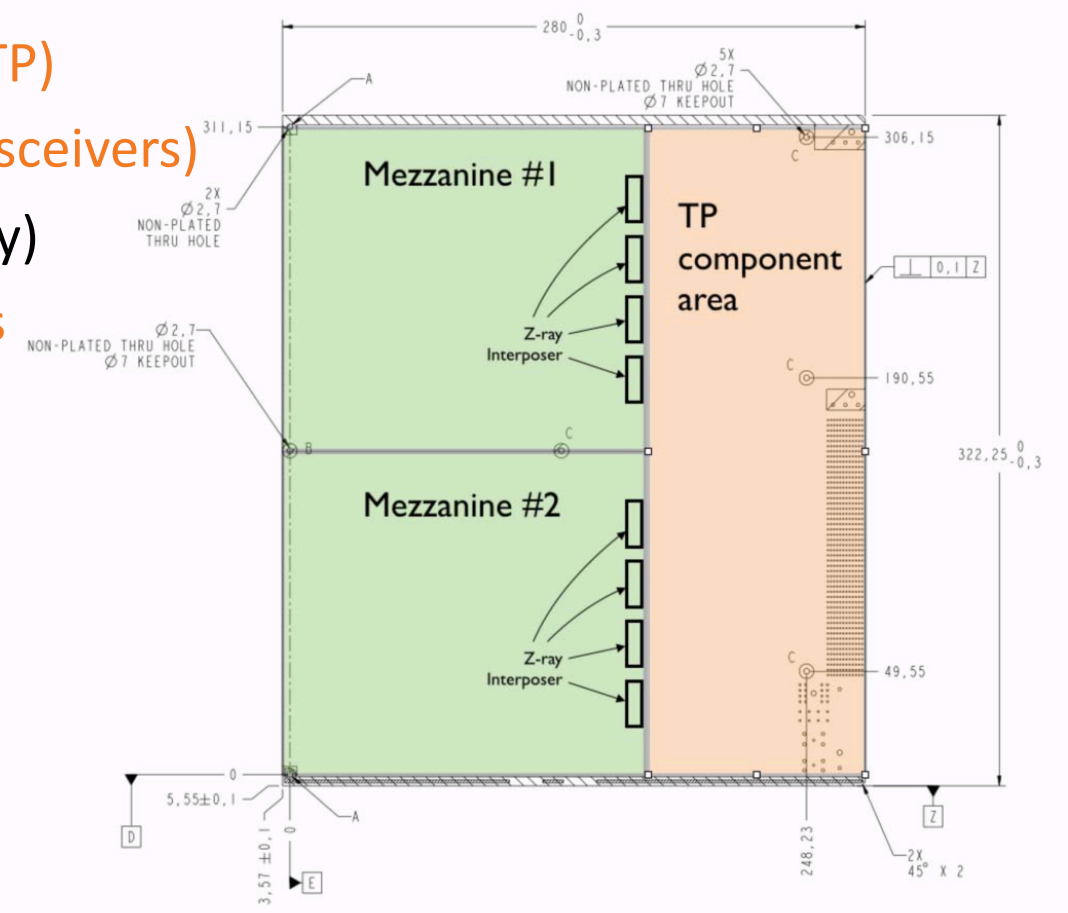 TP)
sceivers)
y)
s
280 0
-0,3
5X
Ø2,7
NON-PLATED THRU HOLE
Ø7 KEEPOUT
A
311,15
306,15
C
2X
Ø2,7
NON-PLATED
THRU HOLE
Mezzanine #1
TP
component
area
⊥ 0,1 Z
Z-ray
Interposer
Ø2,7
NON-PLATED THRU HOLE
Ø7 KEEPOUT
C
190,55
B
C
322,25 0
-0,3
Mezzanine #2
Z-ray
Interposer
C
49,55
0
5,55±0,1
A
D
3,57 ±0,1
0
E
248,23
Z
2X
45° X 2